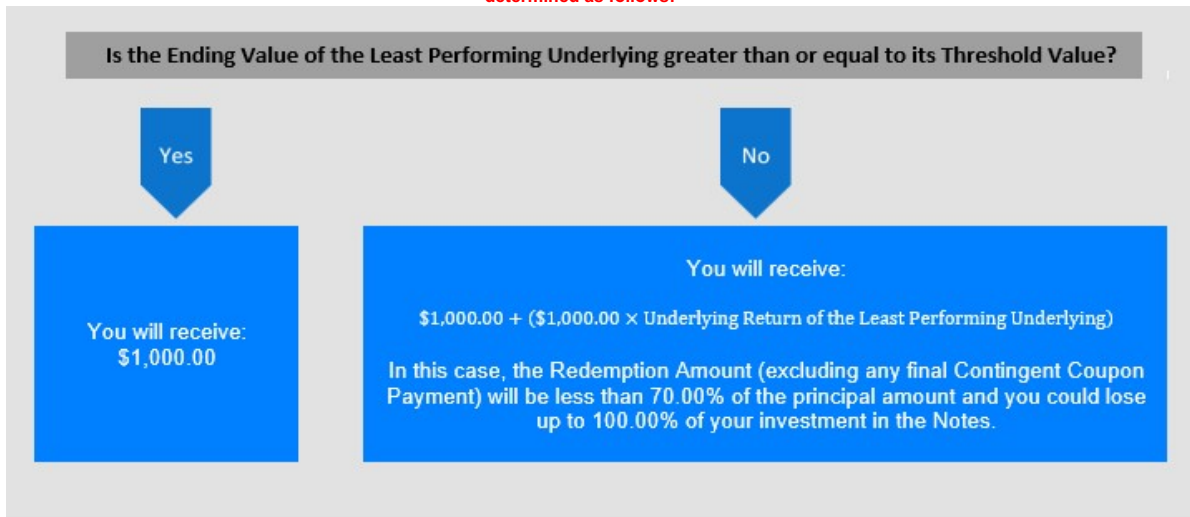 determined as follows:
Is the Ending Value of the Least Performing Underlying greater than or equal to its Threshold Value?
Yes
No
You will receive:
$1,000.00
You will receive:
$1,000.00 + ($1,000.00 × Underlying Return of the Least Performing Underlying)
In this case, the Redemption Amount (excluding any final Contingent Coupon
Payment) will be less than 70.00% of the principal amount and you could lose
up to 100.00% of your investment in the Notes.